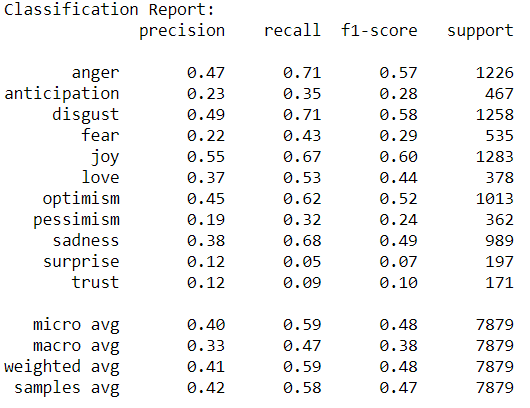 Classification Report:
precision recall f1-score support
anger 0.47 0.71 0.57 1226
anticipation 0.23 0.35 0.28 467
disgust 0.49 0.71 0.58 1258
fear 0.22 0.43 0.29 535
joy 0.55 0.67 0.60 1283
love 0.37 0.53 0.44 378
optimism 0.45 0.62 0.52 1013
pessimism 0.19 0.32 0.24 362
sadness 0.38 0.68 0.49 989
surprise 0.12 0.05 0.07 197
trust 0.12 0.09 0.10 171
micro avg 0.40 0.59 0.48 7879
macro avg 0.33 0.47 0.38 7879
weighted avg 0.41 0.59 0.48 7879
samples avg 0.42 0.58 0.47 7879